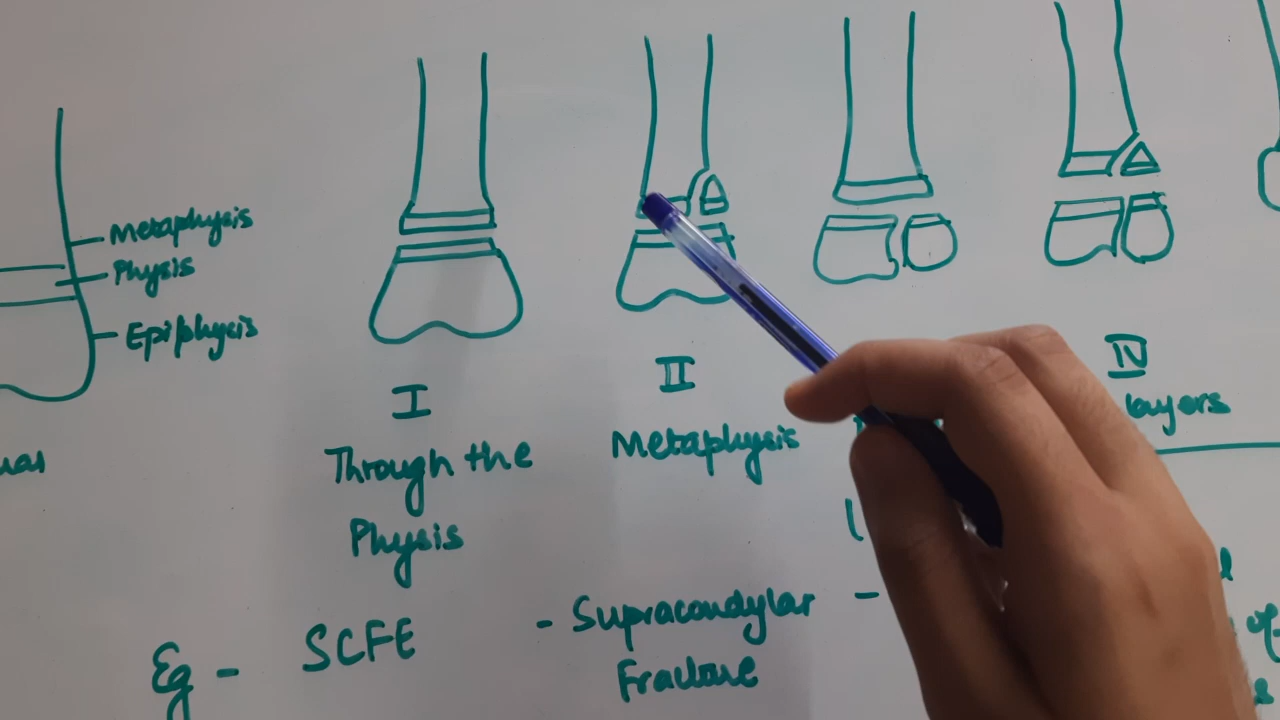 Metaphysis
Physis
Epiphysis
I
II
IV
Through the
Physis
Metaphysis
layers
Eg - SCFE
- Supracondylar
Fracture
-